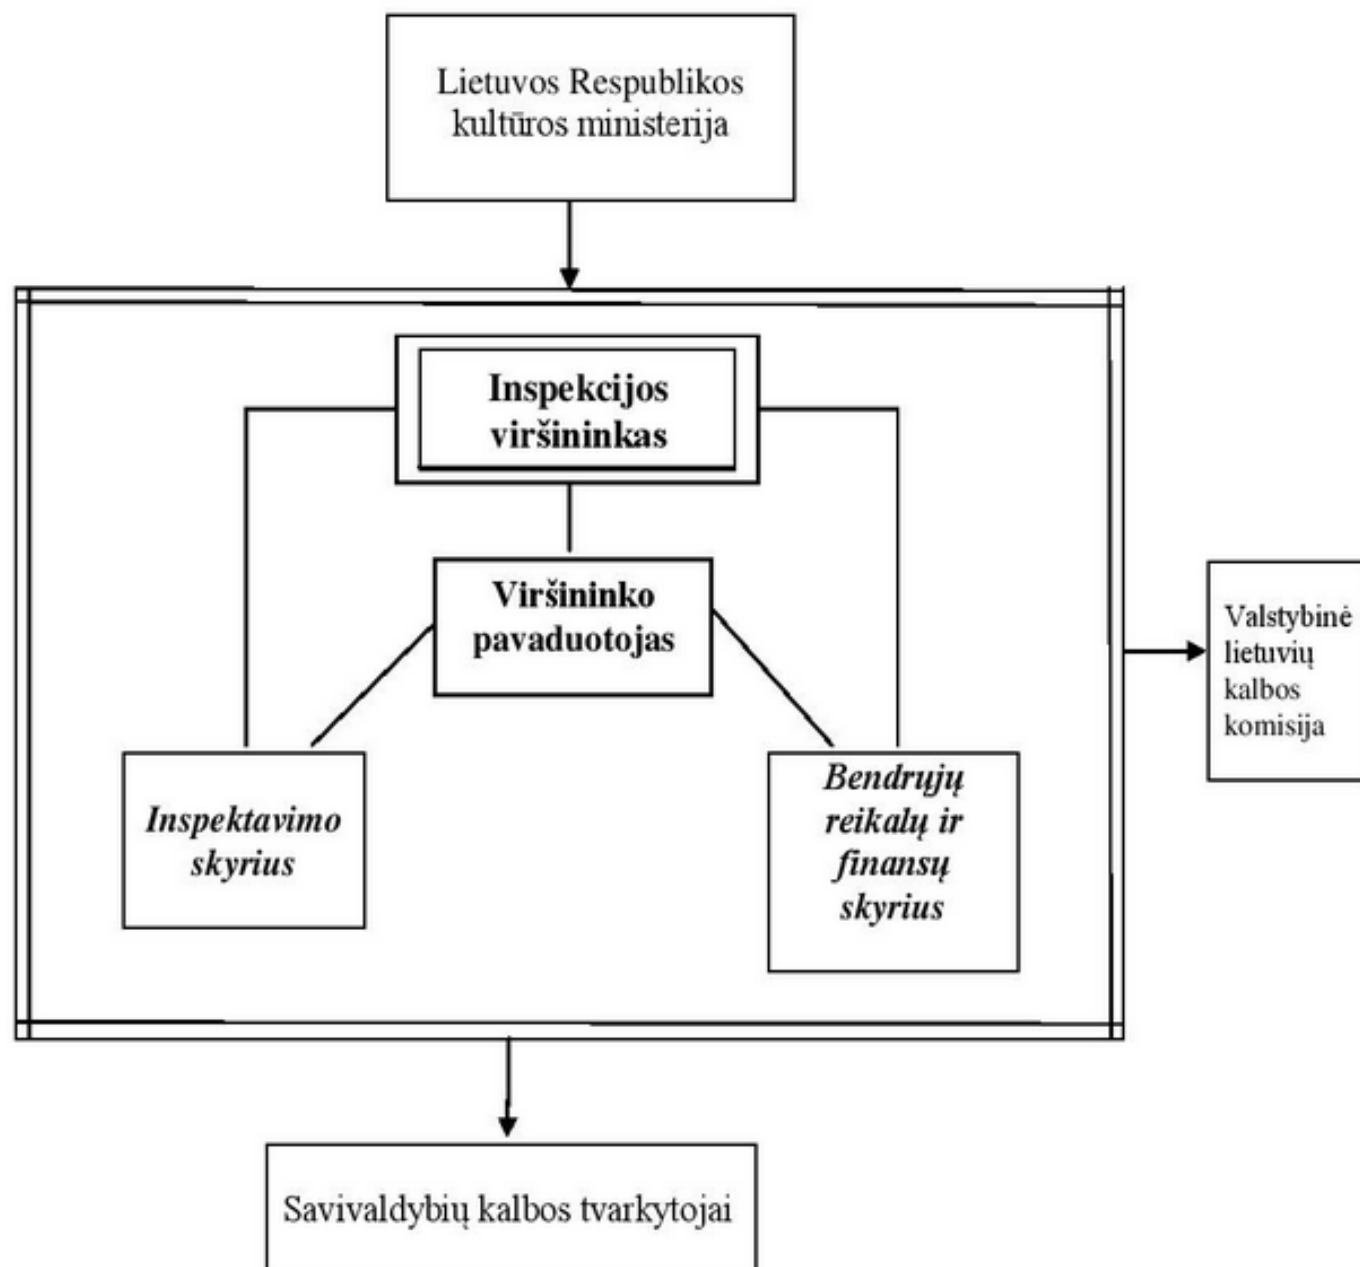 Lietuvos Respublikos
kultūros ministerija
Inspekcijos
viršininkas
Viršininko
pavaduotojas
Valstybinė
lietuvių
kalbos
komisija
Inspektavimo
skyrius
Bendrųjų
reikalų ir
finansų
skyrius
Savivaldybių kalbos tvarkytojai